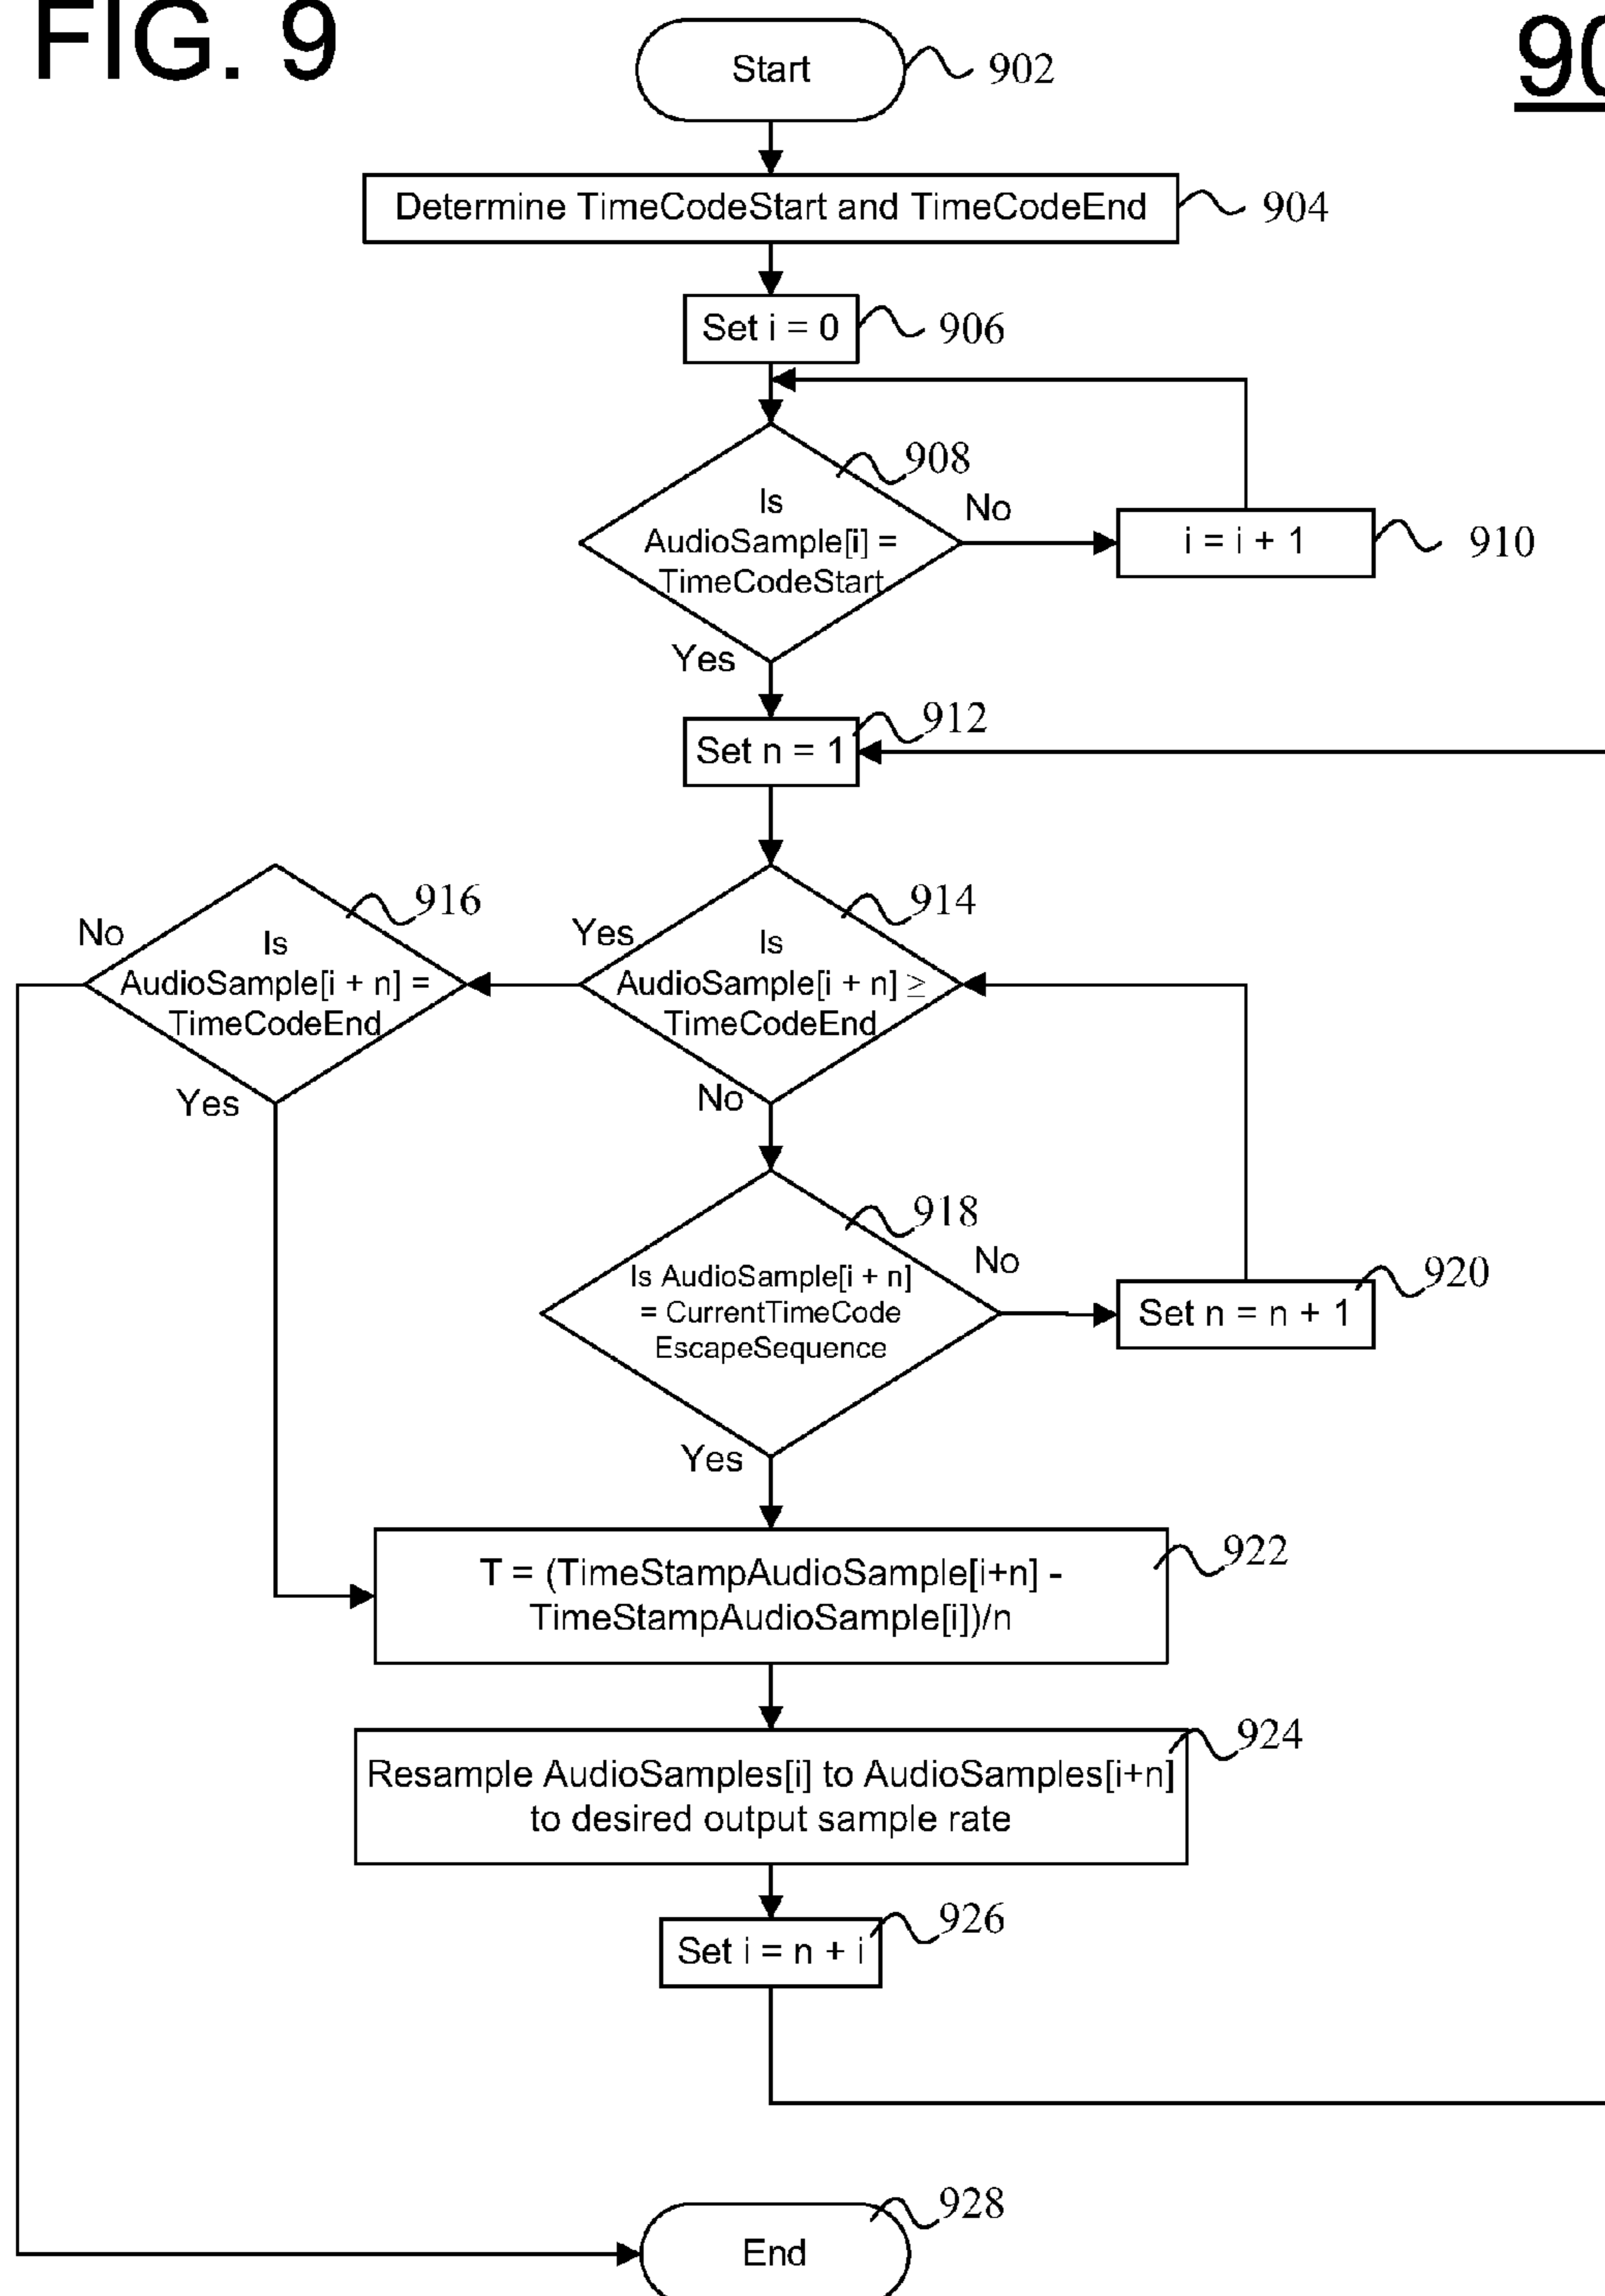 FIG. 9
90
Start
902
Determine TimeCodeStart and TimeCodeEnd
904
Set i = 0
906
908
Is
AudioSample[i] =
TimeCodeStart
No
i = i + 1
910
Yes
Set n = 1
912
916
No
Is
AudioSample[i + n] =
TimeCodeEnd
Yes
914
Yes
Is
AudioSample[i + n] ≥
TimeCodeEnd
No
918
Is AudioSample[i + n]
= CurrentTimeCode
EscapeSequence
No
Set n = n + 1
920
Yes
T = (TimeStampAudioSample[i+n] -
TimeStampAudioSample[i])/n
922
Resample AudioSamples[i] to AudioSamples[i+n]
to desired output sample rate
924
Set i = n + i
926
End
928